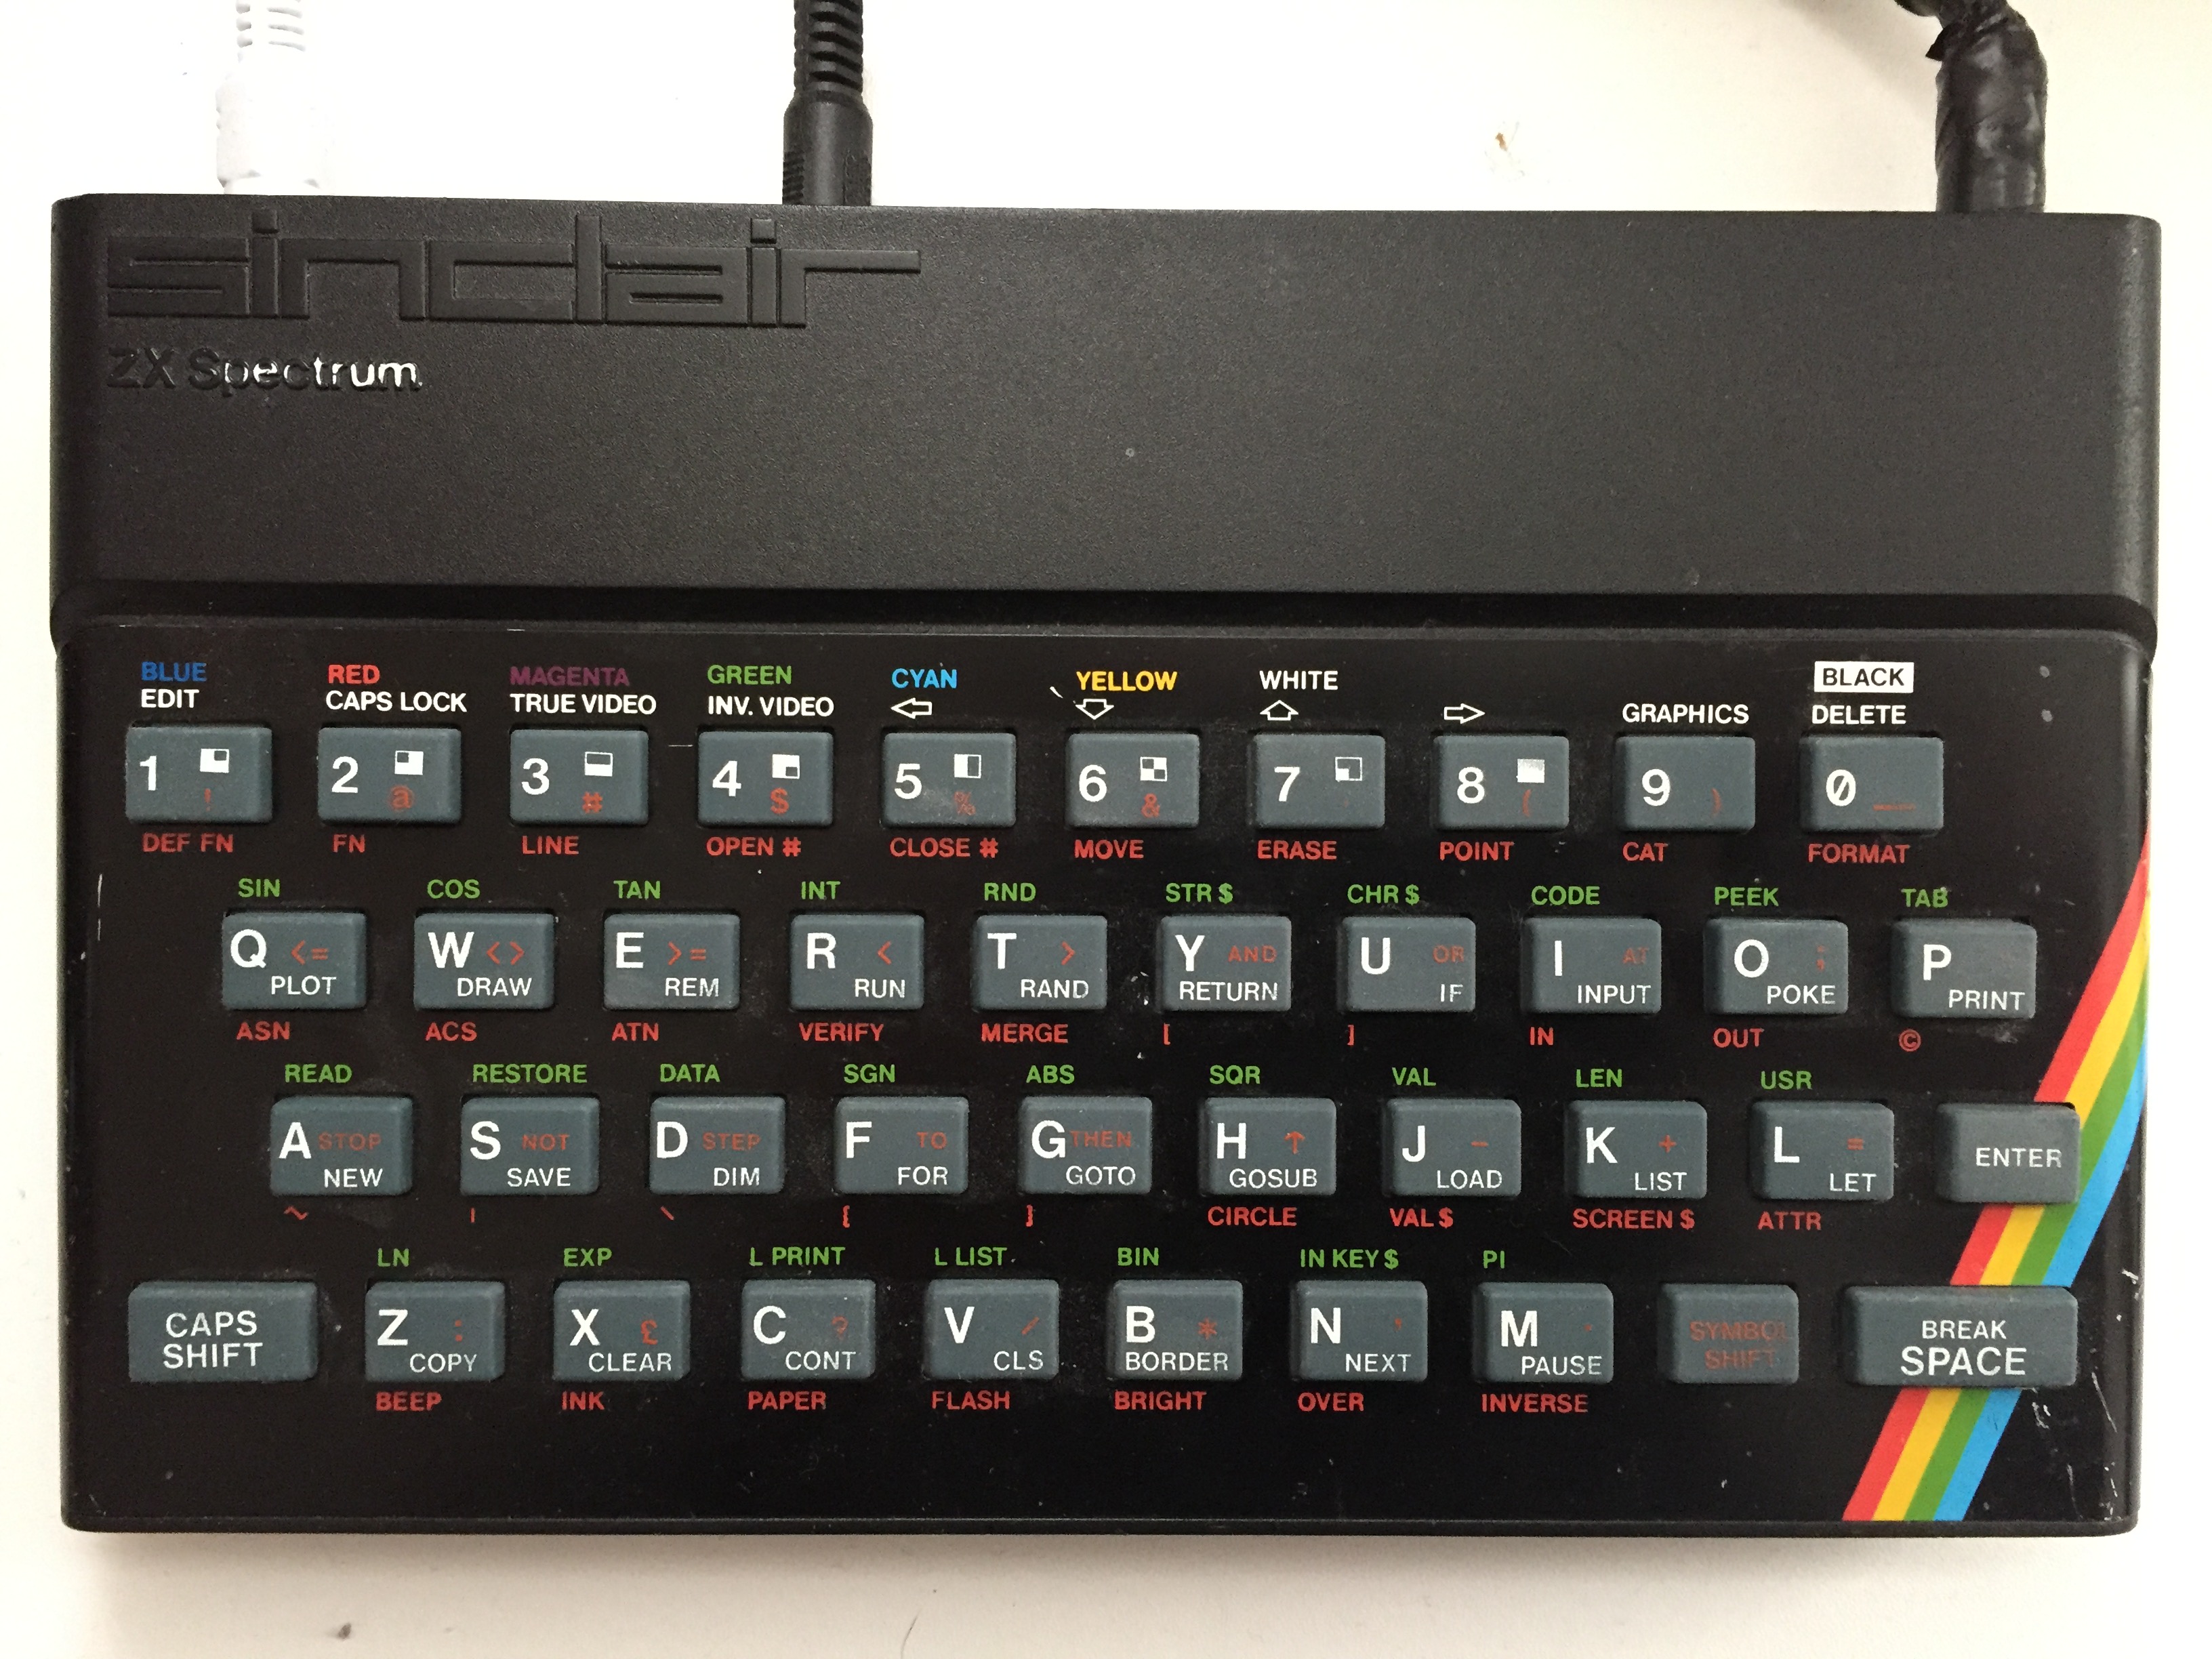 sinclair
ZX Spectrum
BLUE RED MAGENTA GREEN CYAN YELLOW WHITE BLACK
EDIT CAPS LOCK TRUE VIDEO INV. VIDEO ⇦ ⇩ ⇧ ⇨ GRAPHICS DELETE
1 ! 2 @ 3 # 4 $ 5 % 6 & 7 ' 8 ( 9 ) 0 _
DEF FN FN LINE OPEN # CLOSE # MOVE ERASE POINT CAT FORMAT
SIN COS TAN INT RND STR $ CHR $ CODE PEEK TAB
Q <= W <> E >= R < T > Y AND U OR I AT O ; P
PLOT DRAW REM RUN RAND RETURN IF INPUT POKE PRINT
ASN ACS ATN VERIFY MERGE [ ] IN OUT ©
READ RESTORE DATA SGN ABS SQR VAL LEN USR
A STOP S NOT D STEP F TO G THEN H ↑ J − K + L = ENTER
NEW SAVE DIM FOR GOTO GOSUB LOAD LIST LET
~ | \ { } CIRCLE VAL $ SCREEN $ ATTR
LN EXP L PRINT L LIST BIN IN KEY $ PI
CAPS Z : X £ C ? V / B * N , M . SYMBOL BREAK
SHIFT COPY CLEAR CONT CLS BORDER NEXT PAUSE SHIFT SPACE
BEEP INK PAPER FLASH BRIGHT OVER INVERSE